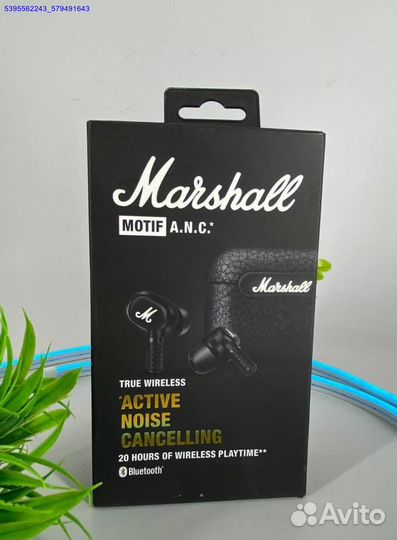 5395562243_579491643
Marshall
MOTIF A.N.C.*
Marshall
M
TRUE WIRELESS
*ACTIVE
NOISE
CANCELLING
20 HOURS OF WIRELESS PLAYTIME**
Bluetooth®
Avito